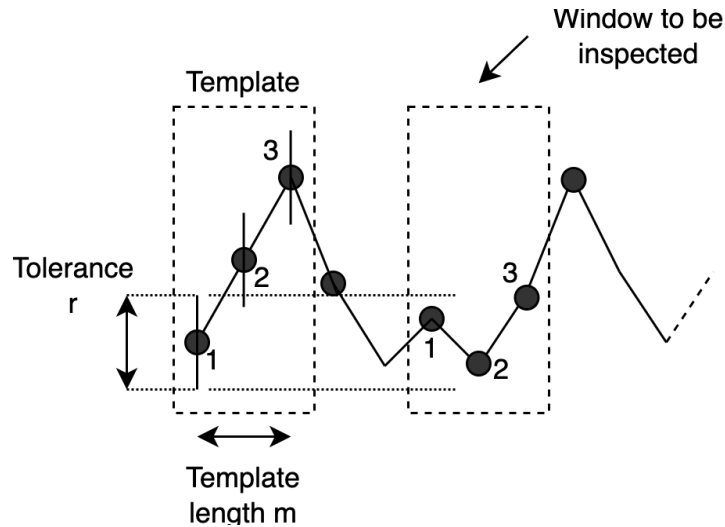 Window to be
inspected
Template
3
Tolerance
r
2
3
1
1
2
Template
length m